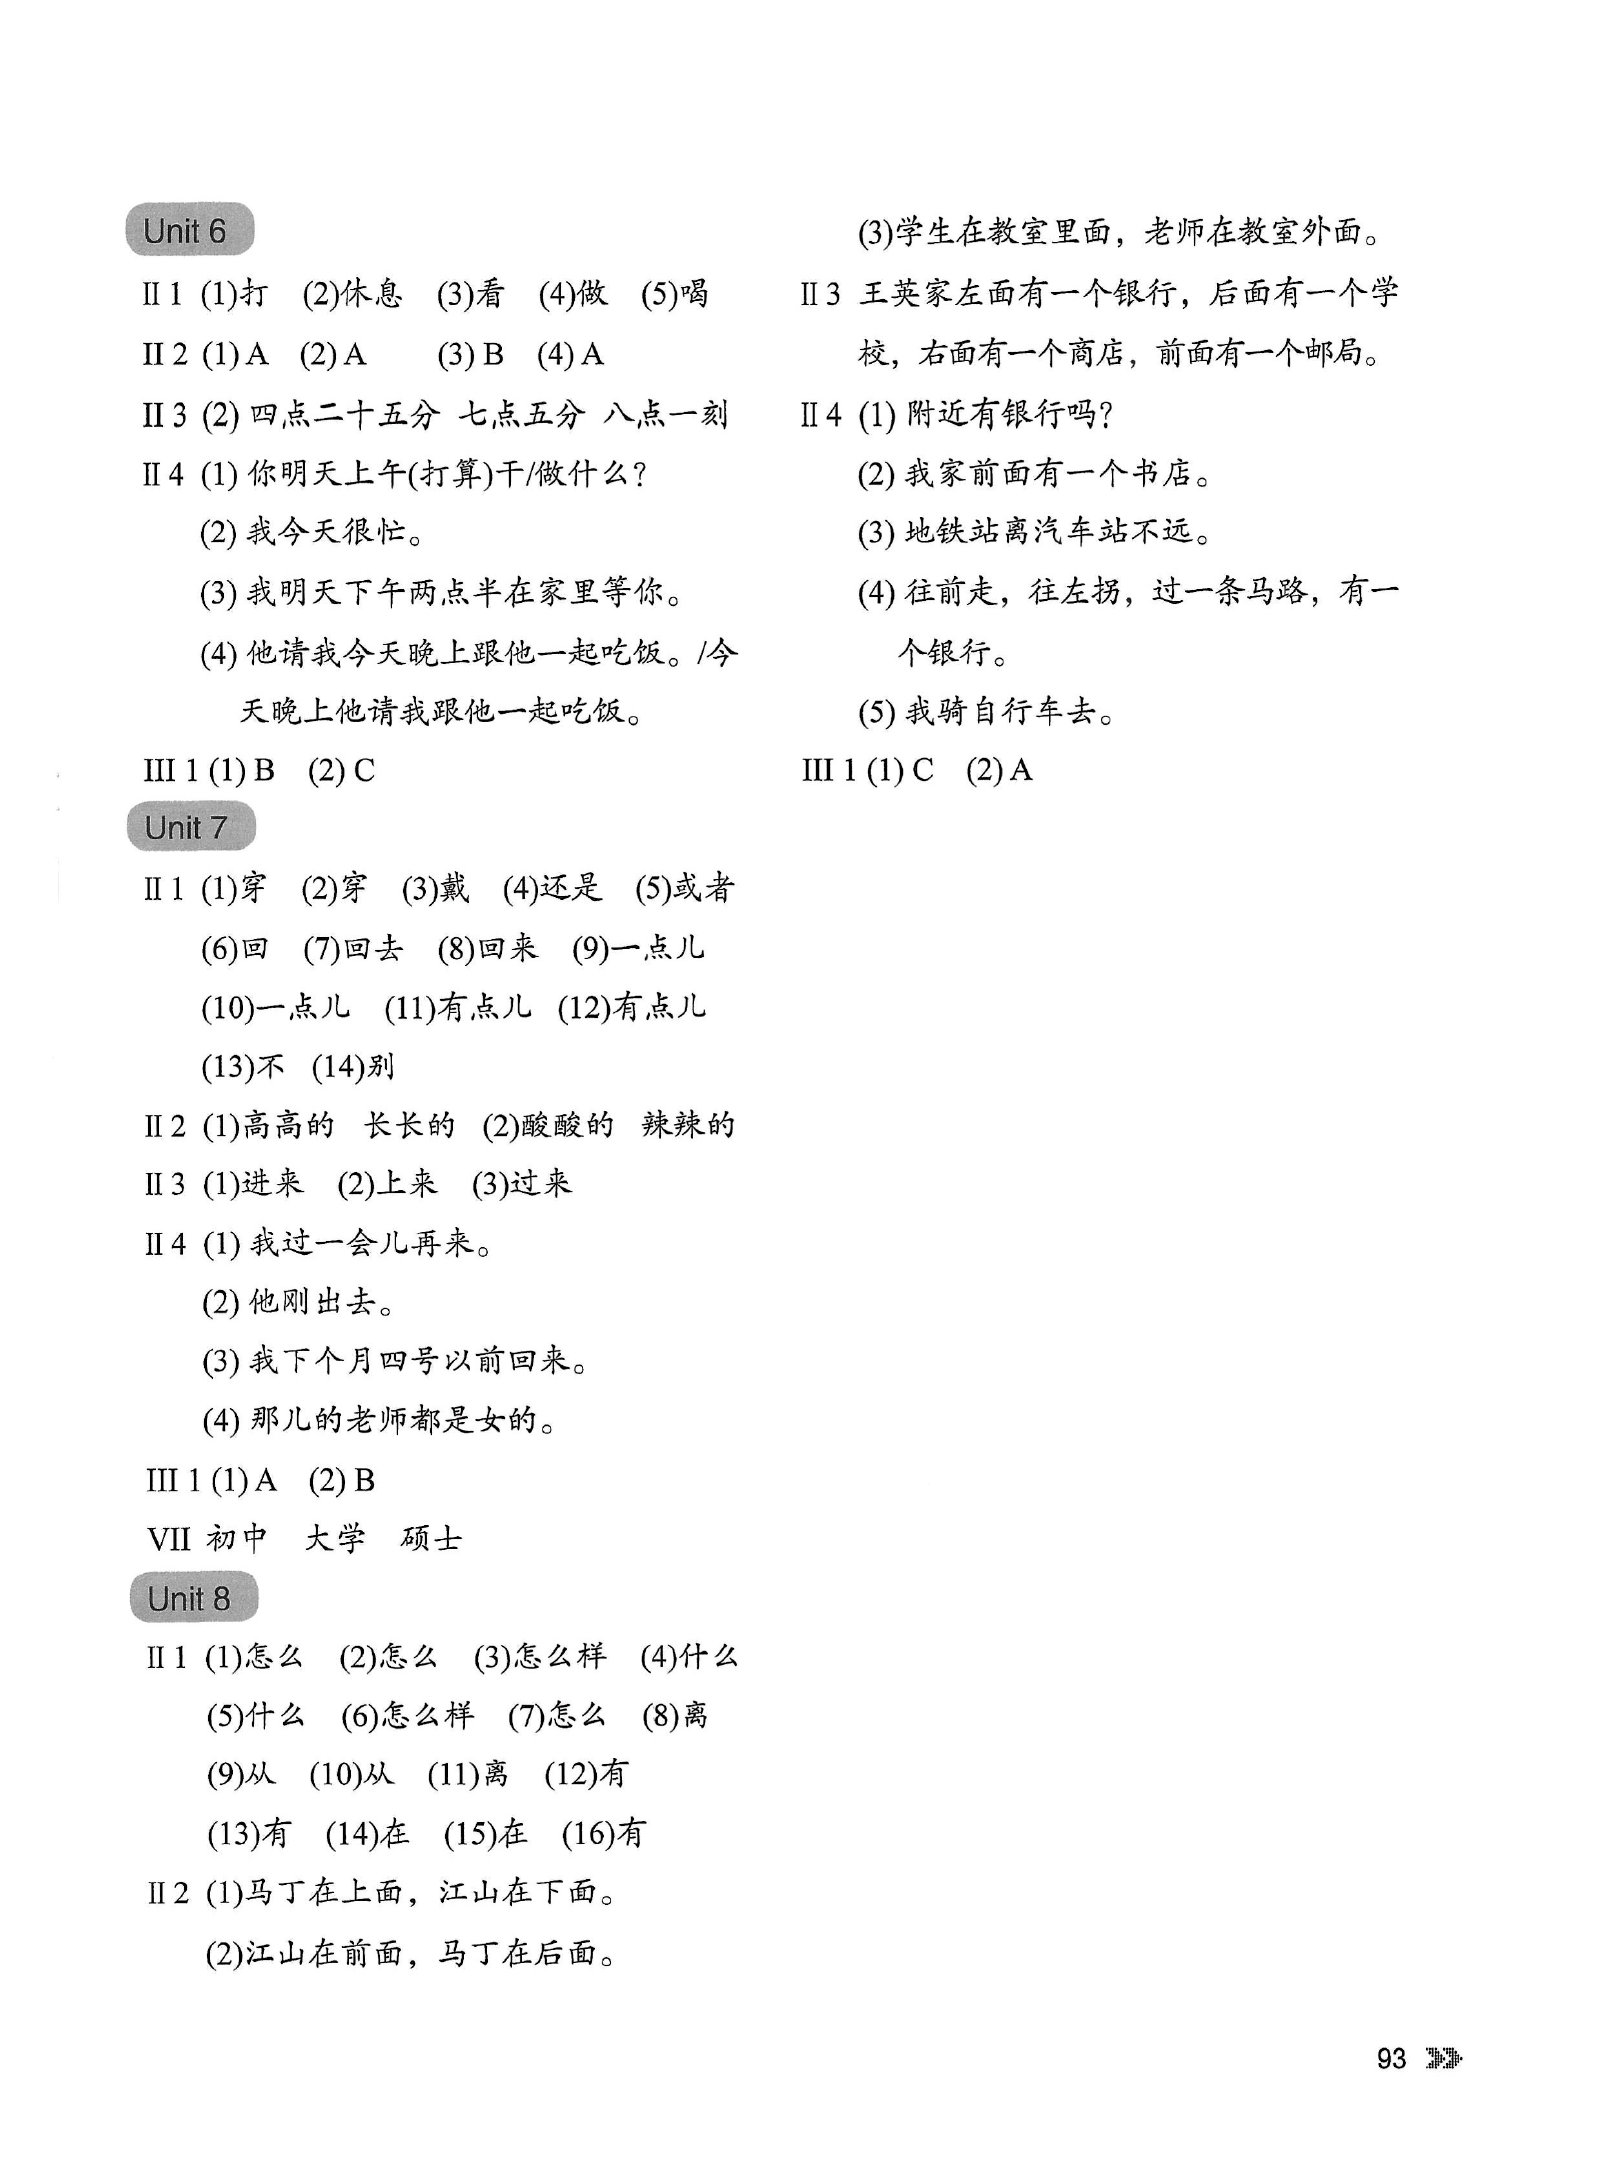 Unit 6
II 1 (1)打 (2)休息 (3)看 (4)做 (5)喝
II 2 (1) A (2) A (3) B (4) A
II 3 (2) 四点二十五分 七点五分 八点一刻
II 4 (1) 你明天上午(打算)干/做什么?
(2) 我今天很忙。
(3) 我明天下午两点半在家里等你。
(4) 他请我今天晚上跟他一起吃饭。/今
天晚上他请我跟他一起吃饭。
III 1 (1) B (2) C
Unit 7
II 1 (1)穿 (2)穿 (3)戴 (4)还是 (5)或者
(6)回 (7)回去 (8)回来 (9)一点儿
(10)一点儿 (11)有点儿 (12)有点儿
(13)不 (14)别
II 2 (1)高高的 长长的 (2)酸酸的 辣辣的
II 3 (1)进来 (2)上来 (3)过来
II 4 (1) 我过一会儿再来。
(2) 他刚出去。
(3) 我下个月四号以前回来。
(4) 那儿的老师都是女的。
III 1 (1) A (2) B
VII 初中 大学 硕士
Unit 8
II 1 (1)怎么 (2)怎么 (3)怎么样 (4)什么
(5)什么 (6)怎么样 (7)怎么 (8)离
(9)从 (10)从 (11)离 (12)有
(13)有 (14)在 (15)在 (16)有
II 2 (1)马丁在上面，江山在下面。
(2)江山在前面，马丁在后面。
(3)学生在教室里面，老师在教室外面。
II 3 王英家左面有一个银行，后面有一个学
校，右面有一个商店，前面有一个邮局。
II 4 (1) 附近有银行吗?
(2) 我家前面有一个书店。
(3) 地铁站离汽车站不远。
(4) 往前走，往左拐，过一条马路，有一
个银行。
(5) 我骑自行车去。
III 1 (1) C (2) A
93